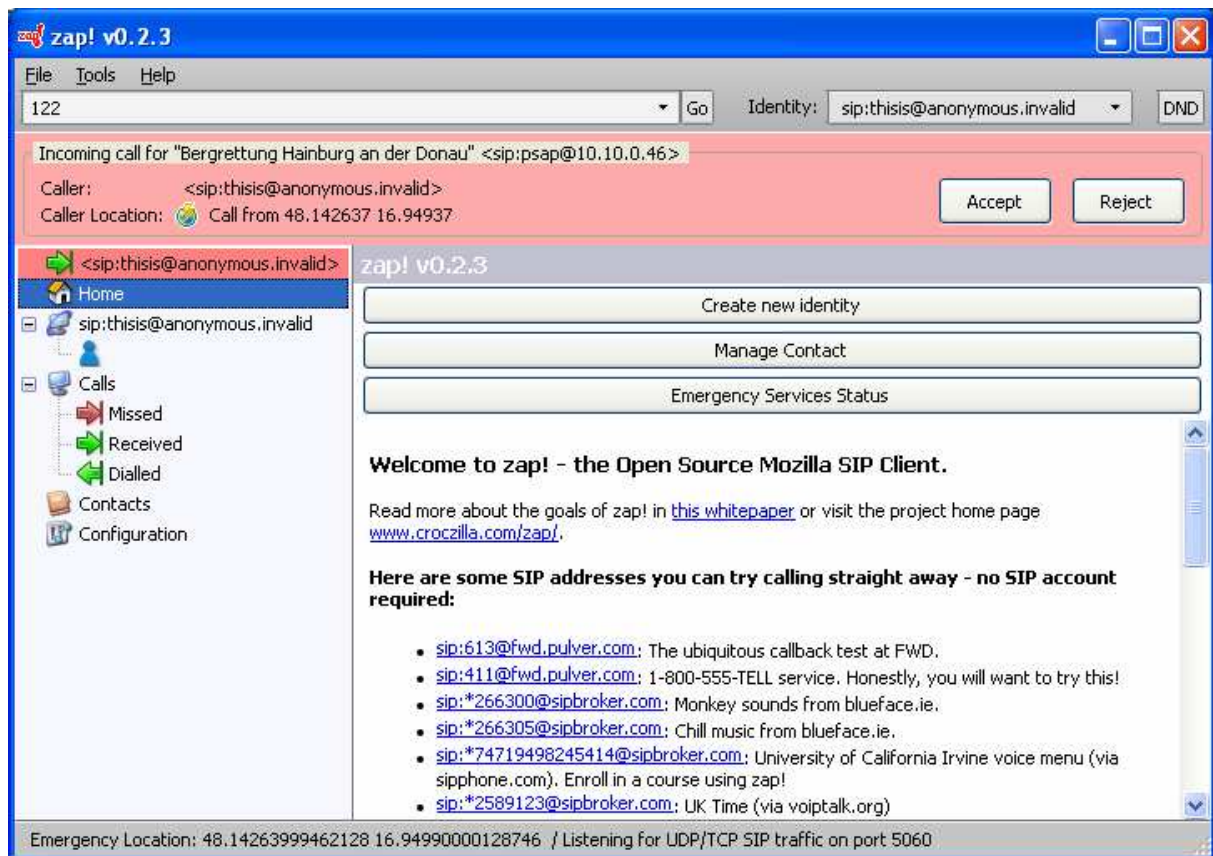 zap! v0.2.3
File Tools Help
122 Go Identity: sip:thisis@anonymous.invalid DND
Incoming call for "Bergrettung Hainburg an der Donau" <sip:psap@10.10.0.46>
Caller: <sip:thisis@anonymous.invalid>
Caller Location: Call from 48.142637 16.94937
Accept Reject
<sip:thisis@anonymous.invalid>
Home
sip:thisis@anonymous.invalid
Calls
Missed
Received
Dialled
Contacts
Configuration
zap! v0.2.3
Create new identity
Manage Contact
Emergency Services Status
Welcome to zap! - the Open Source Mozilla SIP Client.
Read more about the goals of zap! in this whitepaper or visit the project home page
www.croczilla.com/zap/.
Here are some SIP addresses you can try calling straight away - no SIP account
required:
• sip:613@fwd.pulver.com: The ubiquitous callback test at FWD.
• sip:411@fwd.pulver.com: 1-800-555-TELL service. Honestly, you will want to try this!
• sip:*266300@sipbroker.com: Monkey sounds from blueface.ie.
• sip:*266305@sipbroker.com: Chill music from blueface.ie.
• sip:*74719498245414@sipbroker.com: University of California Irvine voice menu (via
sipphone.com). Enroll in a course using zap!
• sip:*2589123@sipbroker.com: UK Time (via voiptalk.org)
Emergency Location: 48.14263999462128 16.94990000128746 / Listening for UDP/TCP SIP traffic on port 5060